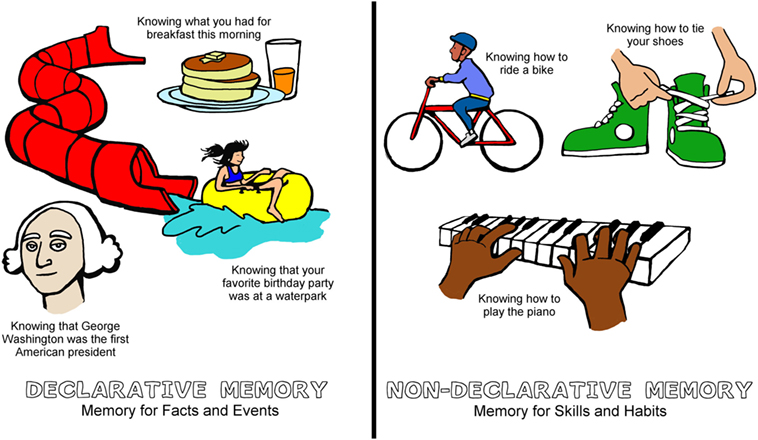 Knowing what you had for
breakfast this morning
Knowing that your
favorite birthday party
was at a waterpark
Knowing that George
Washington was the first
American president
DECLARATIVE MEMORY
Memory for Facts and Events
Knowing how to
ride a bike
Knowing how to tie
your shoes
Knowing how to
play the piano
NON-DECLARATIVE MEMORY
Memory for Skills and Habits